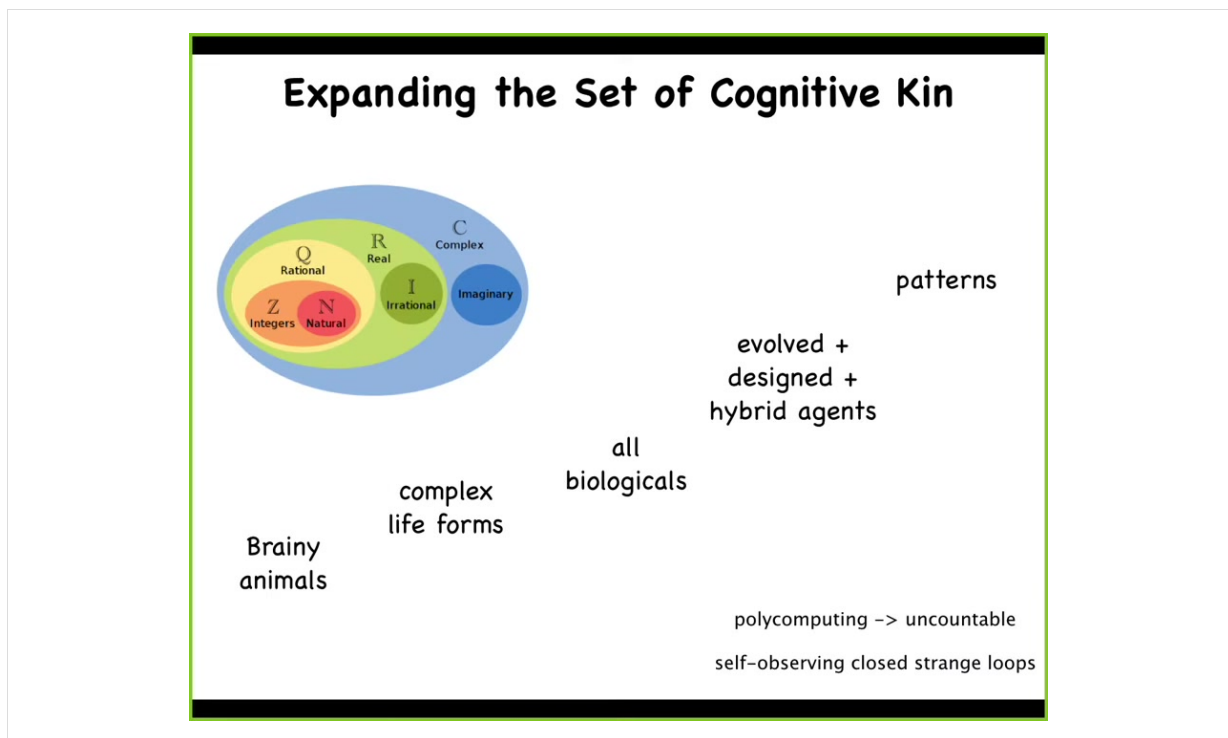 Expanding the Set of Cognitive Kin
ℂ
Complex
ℝ
Real
ℚ
Rational
𝕀
Irrational
Imaginary
ℤ
Integers
ℕ
Natural
patterns
evolved +
designed +
hybrid agents
all
biologicals
complex
life forms
Brainy
animals
polycomputing -> uncountable
self-observing closed strange loops